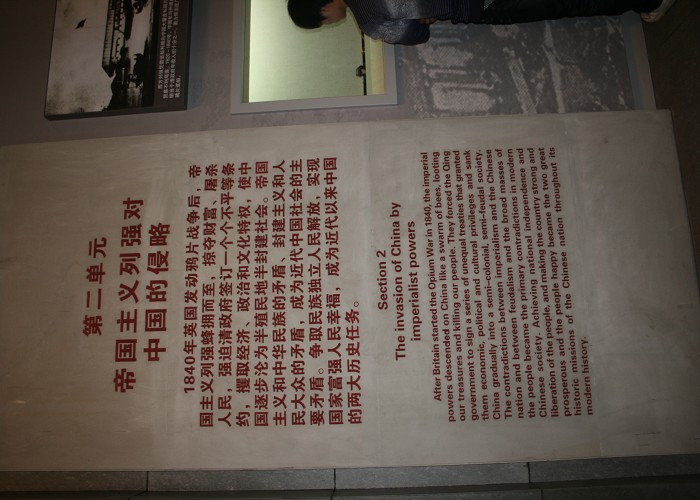 第二单元
帝国主义列强对
中国的侵略
1840年英国发动鸦片战争后，帝
国主义列强蜂拥而至，掠夺财富、屠杀
人民，强迫清政府签订一个个不平等条
约，攫取经济、政治和文化特权，使中
国逐步沦为半殖民地半封建社会。帝国
主义和中华民族的矛盾、封建主义和人
民大众的矛盾，成为近代中国社会的主
要矛盾。争取民族独立人民解放，实现
国家富强人民幸福，成为近代以来中国
的两大历史任务。
Section 2
The invasion of China by
imperialist powers
After Britain started the Opium War in 1840, the imperial
powers descended on China like a swarm of bees, looting
our treasures and killing our people. They forced the Qing
government to sign a series of unequal treaties that granted
them economic, political and cultural privileges and sank
China gradually into a semi-colonial, semi-feudal society.
The contradictions between imperialism and the Chinese
nation and between feudalism and the broad masses of
the people became the primary contradictions in modern
Chinese society. Achieving national independence and
liberation of the people, and making the country strong and
prosperous and the people happy became the two great
historic missions of the Chinese nation throughout its
modern history.